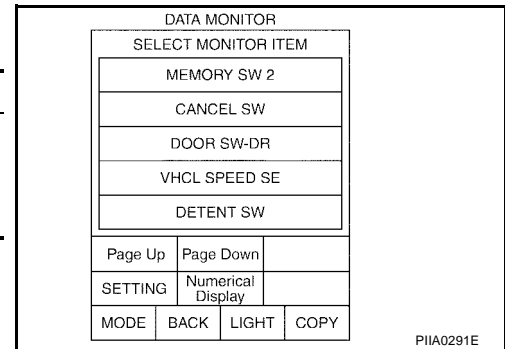 DATA MONITOR
SELECT MONITOR ITEM
MEMORY SW 2
CANCEL SW
DOOR SW-DR
VHCL SPEED SE
DETENT SW
Page Up Page Down
SETTING Numerical
Display
MODE BACK LIGHT COPY
PIIA0291E